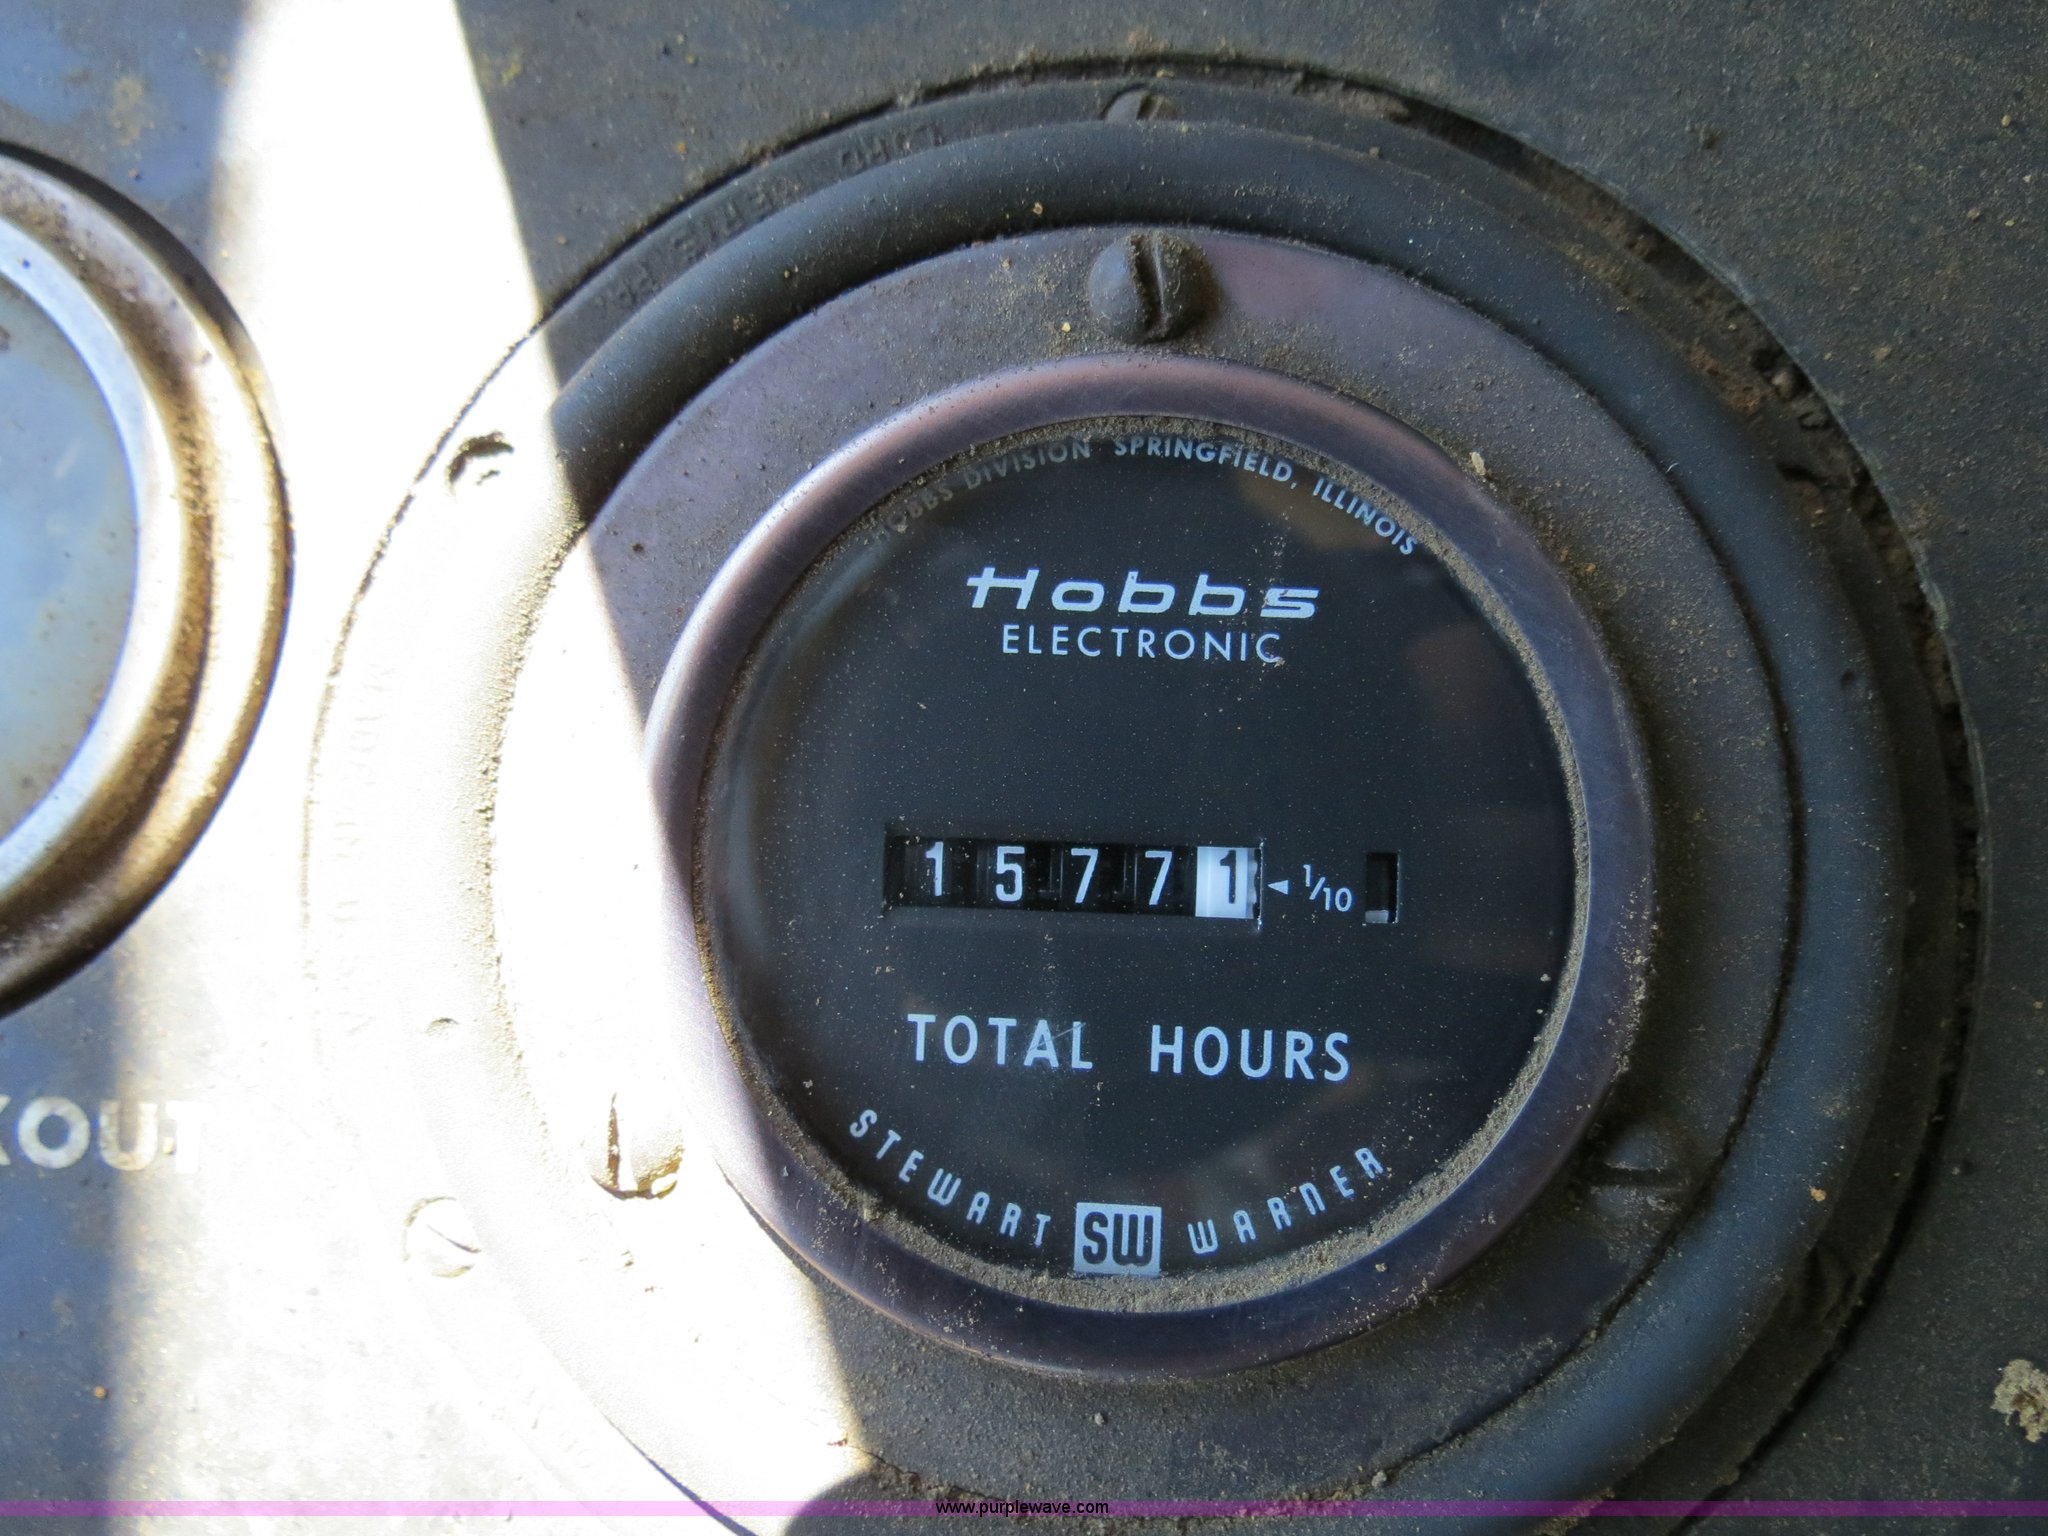 HOBBS DIVISION SPRINGFIELD, ILLINOIS
Hobbs
ELECTRONIC
1 5 7 7 1 ◄ 1/10
TOTAL HOURS
STEWART SW WARNER
KOUT
www.purplewave.com